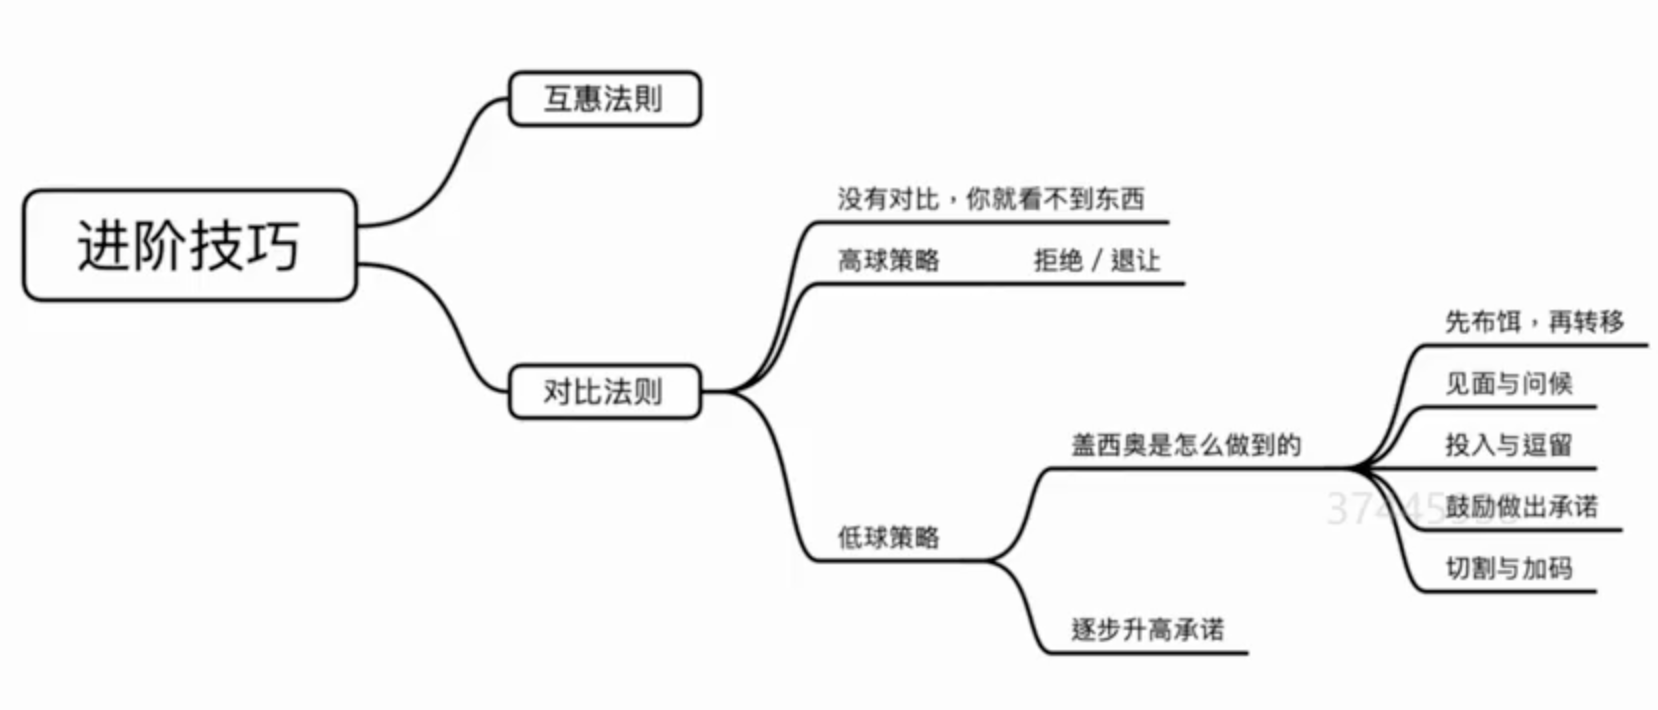 互惠法則
进阶技巧
没有对比，你就看不到东西
高球策略 拒绝 / 退让
先布饵，再转移
见面与问候
对比法则
盖西奥是怎么做到的
投入与逗留
鼓励做出承诺
低球策略
切割与加码
逐步升高承诺